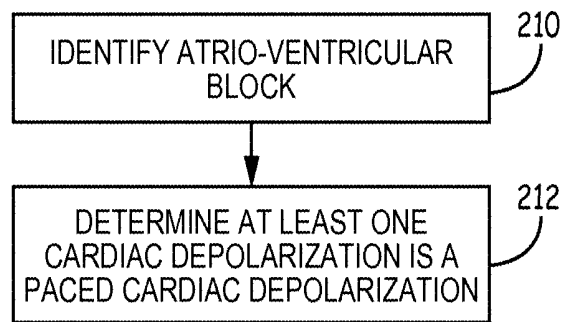 210
IDENTIFY ATRIO-VENTRICULAR
BLOCK
212
DETERMINE AT LEAST ONE
CARDIAC DEPOLARIZATION IS A
PACED CARDIAC DEPOLARIZATION